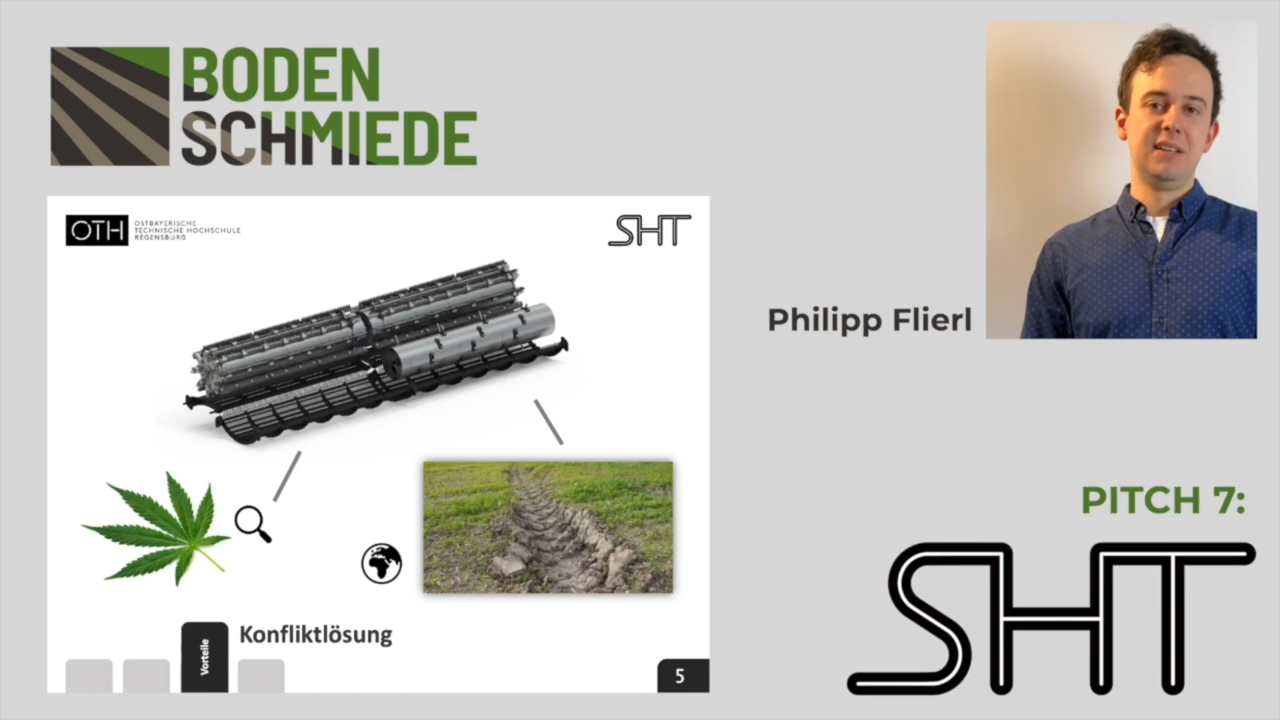 BODEN
SCHMIEDE
OTH
OSTBAYERISCHE
TECHNISCHE HOCHSCHULE
REGENSBURG
SHT
Philipp Flierl
PITCH 7:
SHT
Konfliktlösung
Vorteile
5